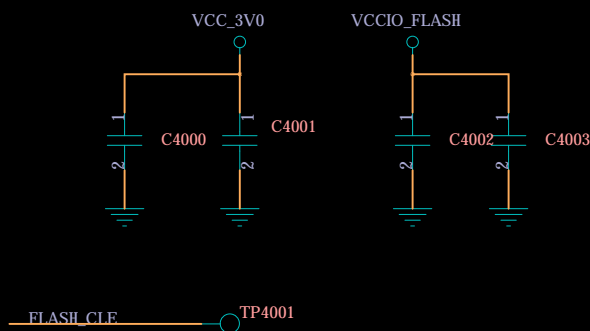 VCC_3V0 VCCIO_FLASH
1 1 1 1
C4000 C4001 C4002 C4003
2 2 2 2
FLASH_CLE TP4001